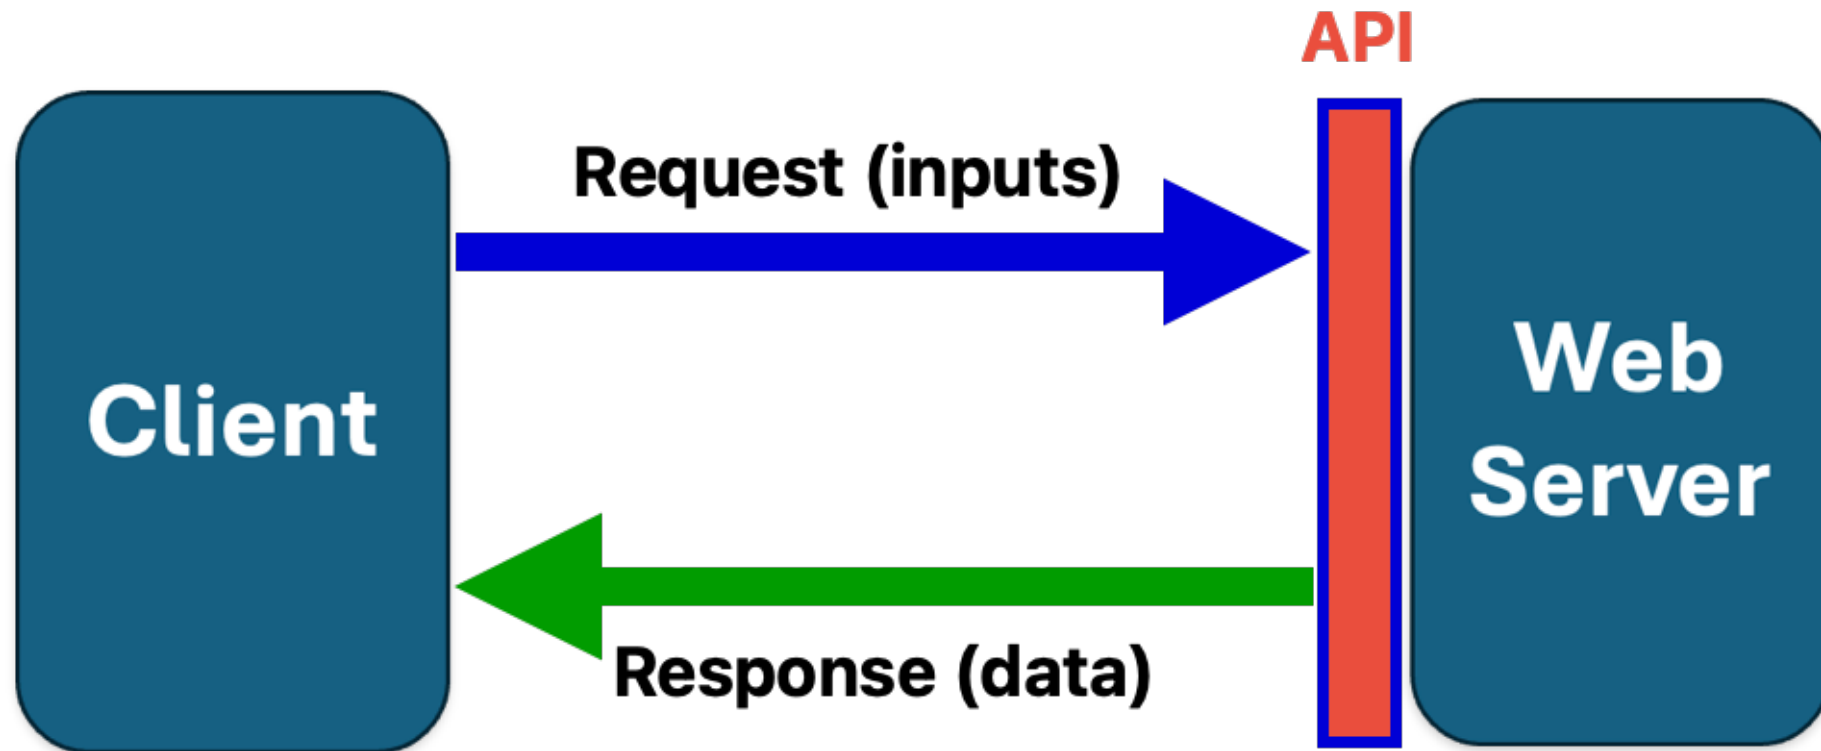 API
Request (inputs)
Client
Web
Server
Response (data)